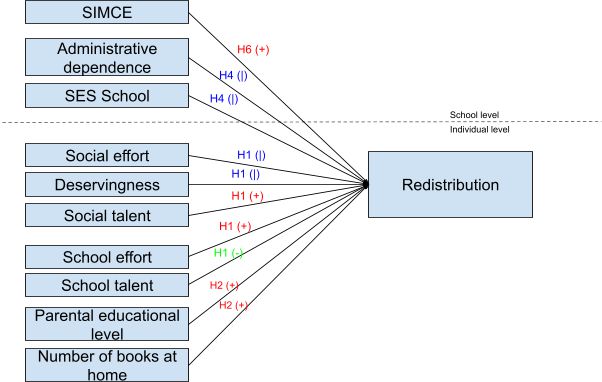 SIMCE
H6 (+)
Administrative
dependence
H4 (|)
SES School
H4 (|)
School level
Individual level
Social effort
H1 (|)
Deservingness
H1 (|)
Social talent
H1 (+)
Redistribution
School effort
H1 (+)
School talent
H1 (-)
Parental educational
level
H2 (+)
Number of books at
home
H2 (+)